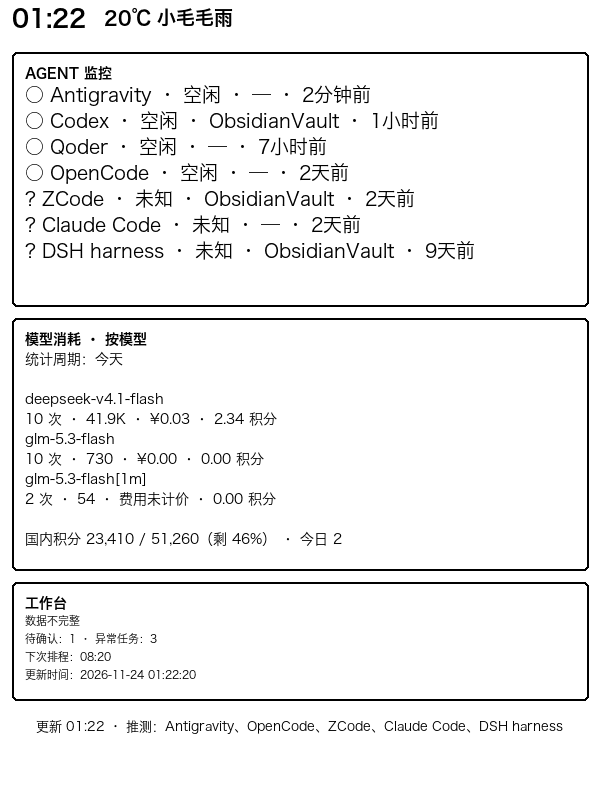 01:22 20℃ 小毛毛雨
AGENT 监控
○ Antigravity · 空闲 · — · 2分钟前
○ Codex · 空闲 · ObsidianVault · 1小时前
○ Qoder · 空闲 · — · 7小时前
○ OpenCode · 空闲 · — · 2天前
? ZCode · 未知 · ObsidianVault · 2天前
? Claude Code · 未知 · — · 2天前
? DSH harness · 未知 · ObsidianVault · 9天前
模型消耗 · 按模型
统计周期：今天
deepseek-v4.1-flash
10 次 · 41.9K · ¥0.03 · 2.34 积分
glm-5.3-flash
10 次 · 730 · ¥0.00 · 0.00 积分
glm-5.3-flash[1m]
2 次 · 54 · 费用未计价 · 0.00 积分
国内积分 23,410 / 51,260（剩 46%） · 今日 2
工作台
数据不完整
待确认：1 · 异常任务：3
下次排程：08:20
更新时间：2026-11-24 01:22:20
更新 01:22 · 推测：Antigravity、OpenCode、ZCode、Claude Code、DSH harness